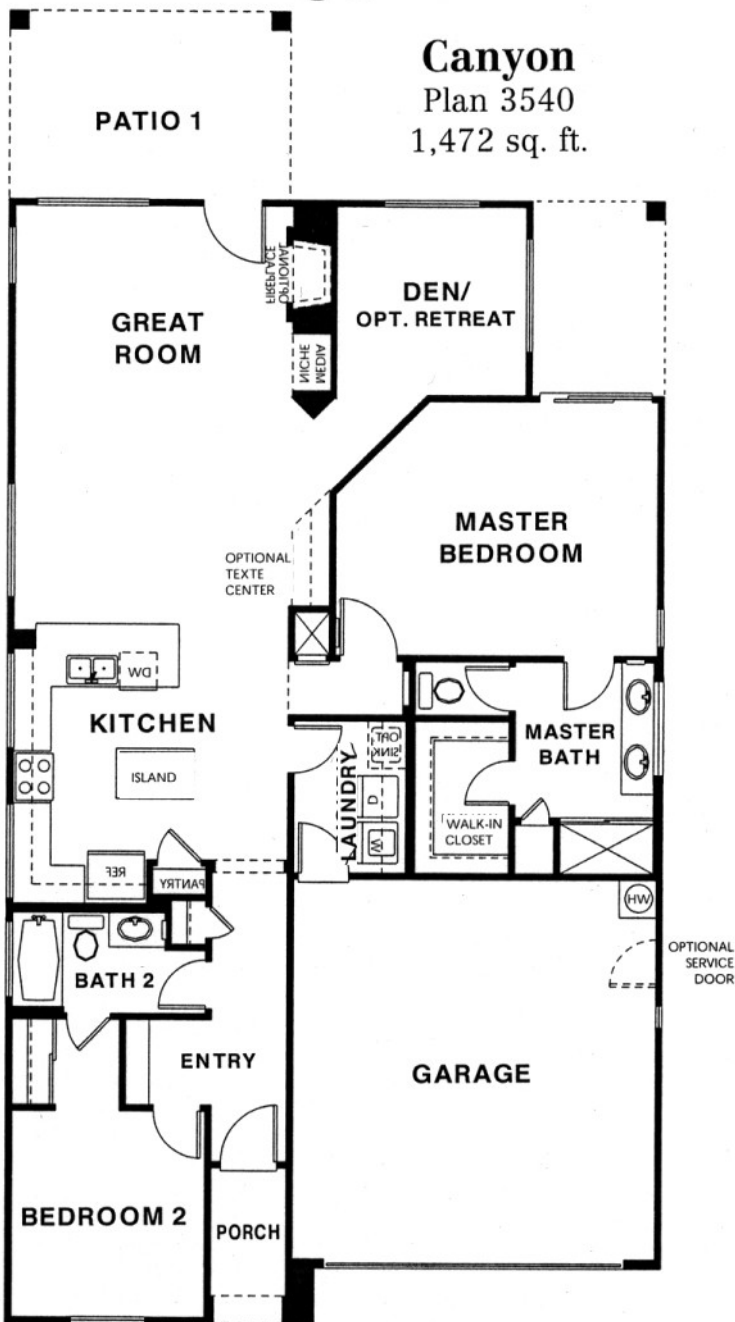 Canyon
Plan 3540
1,472 sq. ft.
PATIO 1
GREAT
ROOM
OPTIONAL
FIREPLACE
MEDIA
NICHE
DEN/
OPT. RETREAT
MASTER
BEDROOM
OPTIONAL
TEXTE
CENTER
DW
KITCHEN
ISLAND
REF
PANTRY
OPT
SINK
LAUNDRY
D
W
MASTER
BATH
WALK-IN
CLOSET
HW
OPTIONAL
SERVICE
DOOR
BATH 2
ENTRY
GARAGE
BEDROOM 2
PORCH